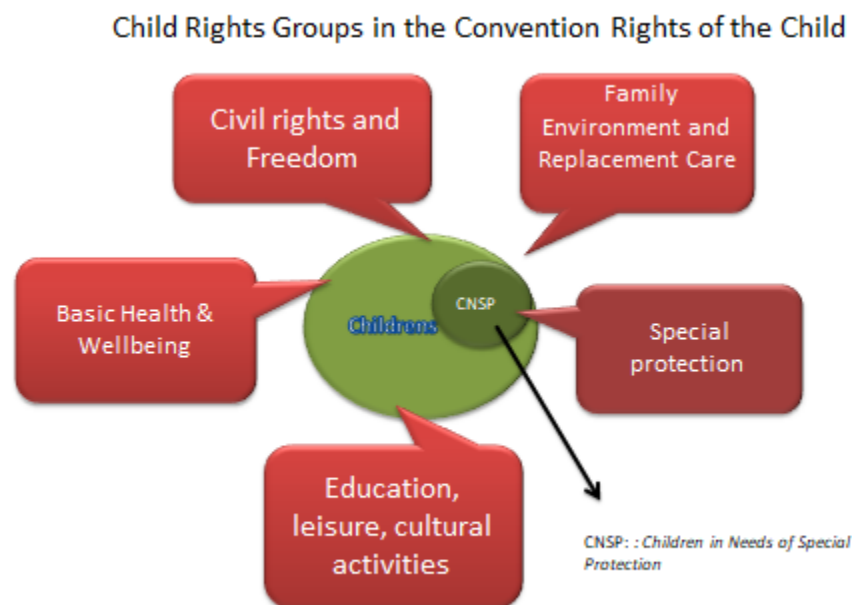 Child Rights Groups in the Convention Rights of the Child
Civil rights and
Freedom
Family
Environment and
Replacement Care
Basic Health &
Wellbeing
Childrens
CNSP
Special
protection
Education,
leisure, cultural
activities
CNSP: : Children in Needs of Special
Protection